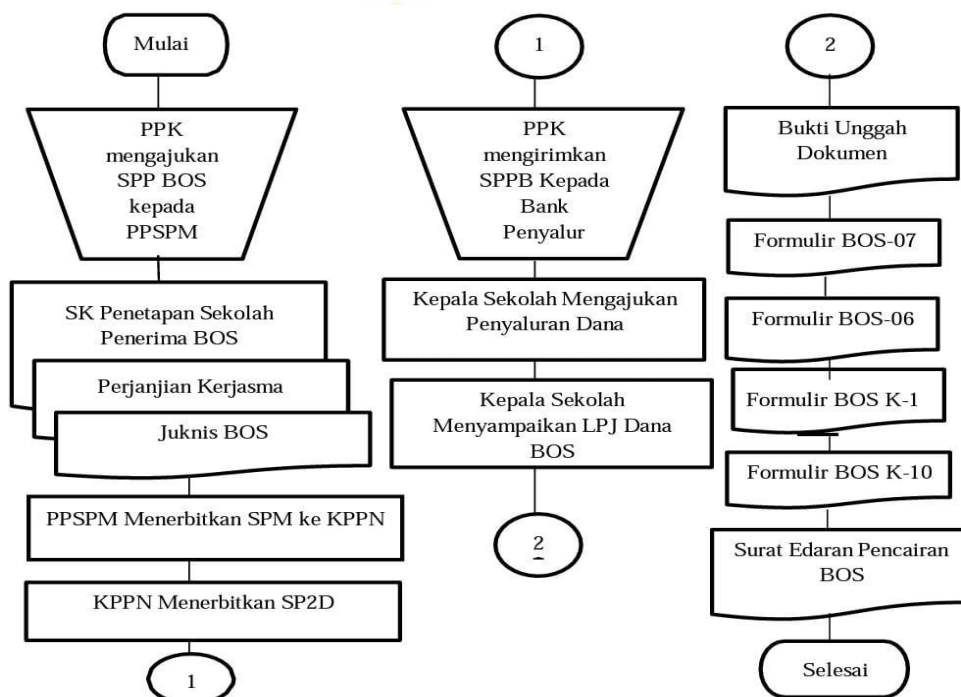 Mulai
PPK
mengajukan
SPP BOS
kepada
PPSPM
SK Penetapan Sekolah
Penerima BOS
Perjanjian Kerjasma
Juknis BOS
PPSPM Menerbitkan SPM ke KPPN
KPPN Menerbitkan SP2D
1
1
PPK
mengirimkan
SPPB Kepada
Bank
Penyalur
Kepala Sekolah Mengajukan
Penyaluran Dana
Kepala Sekolah
Menyampaikan LPJ Dana
BOS
2
2
Bukti Unggah
Dokumen
Formulir BOS-07
Formulir BOS-06
Formulir BOS K-1
Formulir BOS K-10
Surat Edaran Pencairan
BOS
Selesai